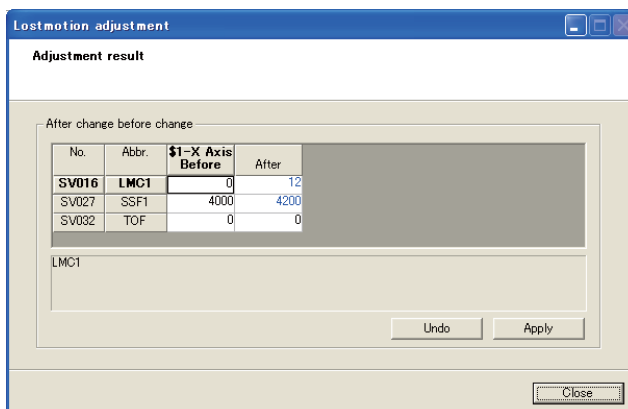 Lostmotion adjustment
Adjustment result
After change before change
No. Abbr. $1-X Axis Before After
SV016 LMC1 0 12
SV027 SSF1 4000 4200
SV032 TOF 0 0
LMC1
Undo Apply
Close